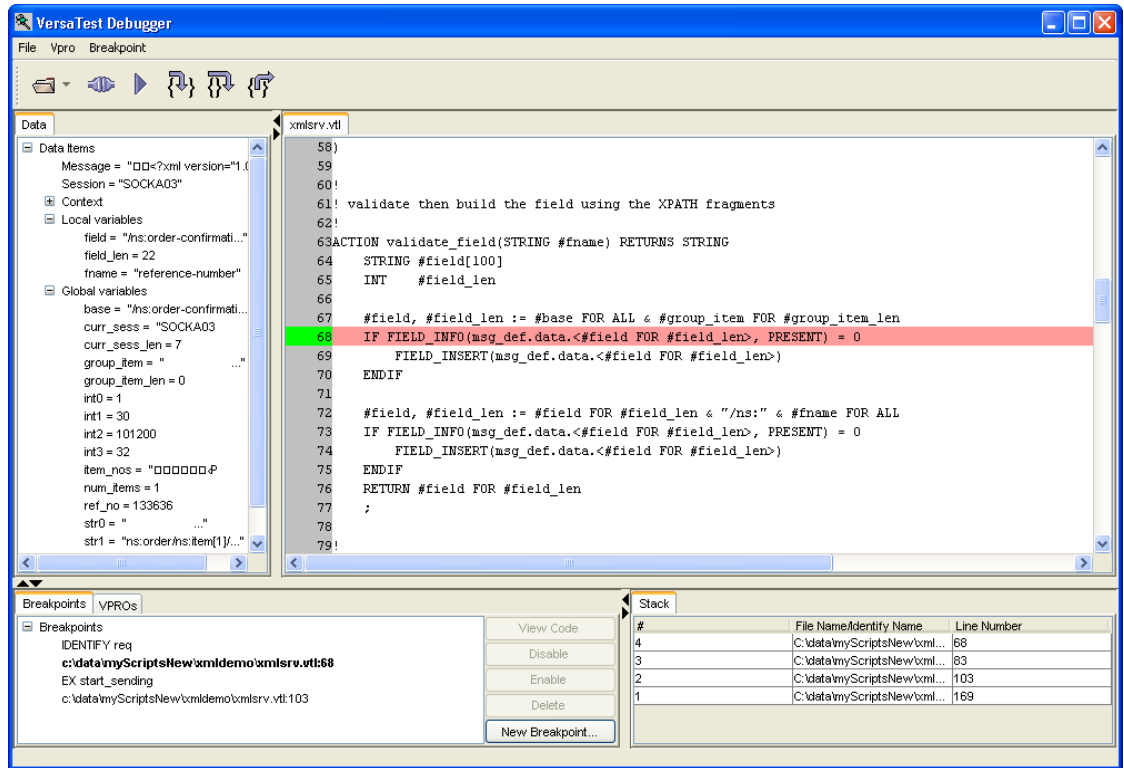 VersaTest Debugger
File Vpro Breakpoint
Data
Data Items
Message = "□□<?xml version="1.0
Session = "SOCKA03"
Context
Local variables
field = "/ns:order-confirmati..."
field_len = 22
fname = "reference-number"
Global variables
base = "/ns:order-confirmati...
curr_sess = "SOCKA03
curr_sess_len = 7
group_item = " ..."
group_item_len = 0
int0 = 1
int1 = 30
int2 = 101200
int3 = 32
item_nos = "□□□□□□
num_items = 1
ref_no = 133636
str0 = " ..."
str1 = "ns:order/ns:item[1]/..."
xmlsrv.vtl
58)
59
60!
61! validate then build the field using the XPATH fragments
62!
63ACTION validate_field(STRING #fname) RETURNS STRING
64 STRING #field[100]
65 INT #field_len
66
67 #field, #field_len := #base FOR ALL & #group_item FOR #group_item_len
68 IF FIELD_INFO(msg_def.data.<#field FOR #field_len>, PRESENT) = 0
69 FIELD_INSERT(msg_def.data.<#field FOR #field_len>)
70 ENDIF
71
72 #field, #field_len := #field FOR #field_len & "/ns:" & #fname FOR ALL
73 IF FIELD_INFO(msg_def.data.<#field FOR #field_len>, PRESENT) = 0
74 FIELD_INSERT(msg_def.data.<#field FOR #field_len>)
75 ENDIF
76 RETURN #field FOR #field_len
77 ;
78
79!
Breakpoints VPROs
Breakpoints
IDENTIFY req
c:\data\myScriptsNew\xmldemo\xmlsrv.vtl:68
EX start_sending
c:\data\myScriptsNew\xmldemo\xmlsrv.vtl:103
View Code
Disable
Enable
Delete
New Breakpoint...
Stack
# File Name/Identify Name Line Number
4 C:\data\myScriptsNew\xml... 68
3 C:\data\myScriptsNew\xml... 83
2 C:\data\myScriptsNew\xml... 103
1 C:\data\myScriptsNew\xml... 169